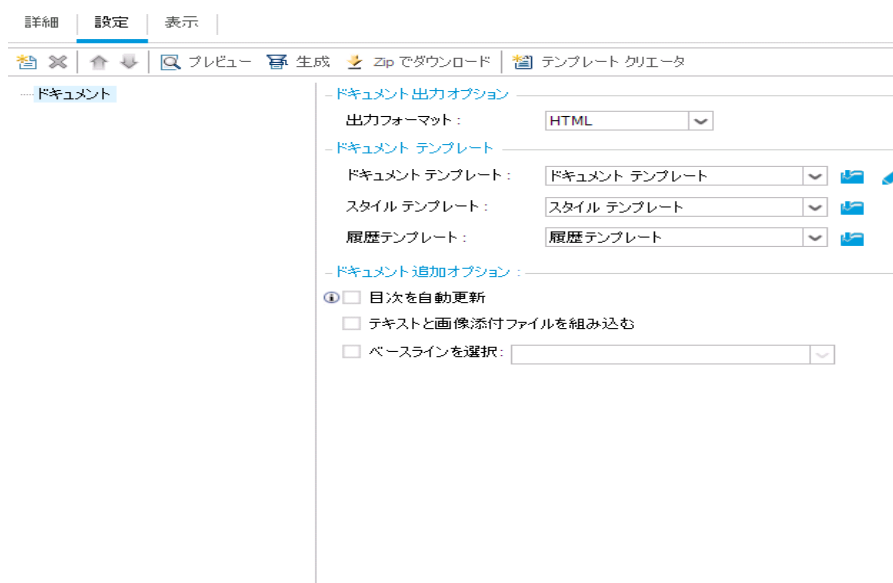 詳細 設定 表示
プレビュー 生成 Zip でダウンロード テンプレート クリエータ
ドキュメント
ドキュメント出力オプション
出力フォーマット: HTML
ドキュメント テンプレート
ドキュメント テンプレート: ドキュメント テンプレート
スタイル テンプレート: スタイル テンプレート
履歴テンプレート: 履歴テンプレート
ドキュメント追加オプション:
目次を自動更新
テキストと画像添付ファイルを組み込む
ベースラインを選択: